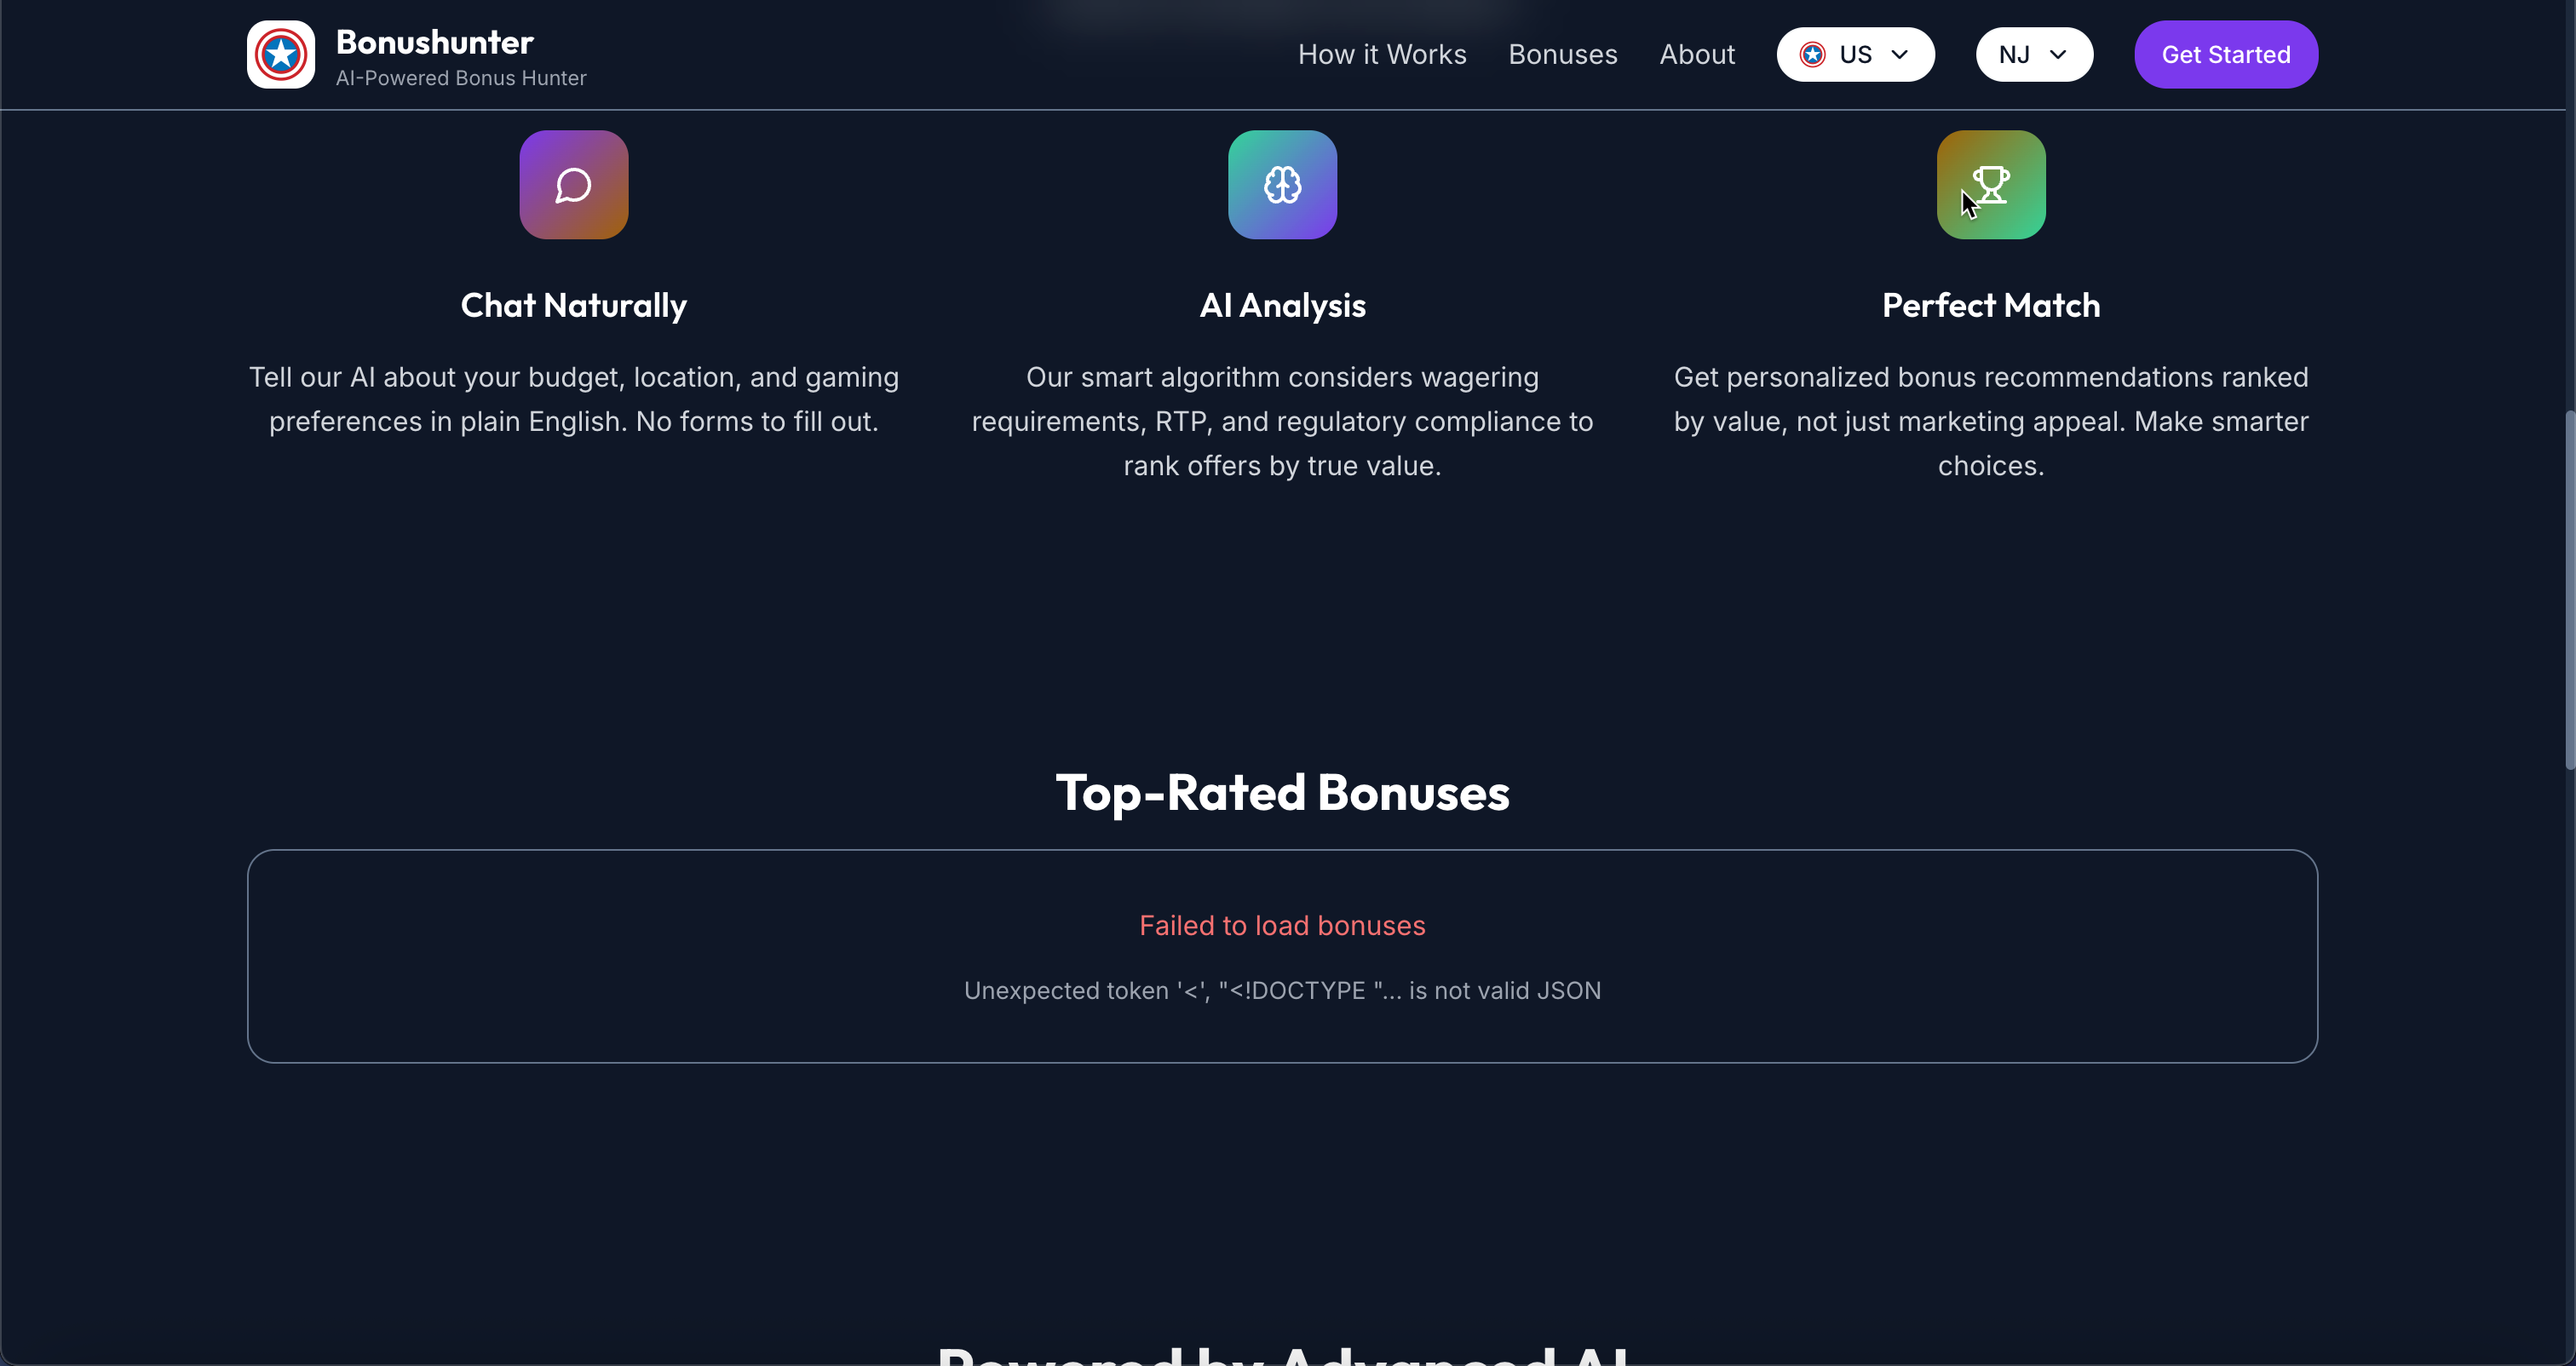 Bonushunter
AI-Powered Bonus Hunter
How it Works
Bonuses
About
US
NJ
Get Started
Chat Naturally
Tell our AI about your budget, location, and gaming
preferences in plain English. No forms to fill out.
AI Analysis
Our smart algorithm considers wagering
requirements, RTP, and regulatory compliance to
rank offers by true value.
Perfect Match
Get personalized bonus recommendations ranked
by value, not just marketing appeal. Make smarter
choices.
Top-Rated Bonuses
Failed to load bonuses
Unexpected token '<', "<!DOCTYPE "... is not valid JSON
Powered by Advanced AI